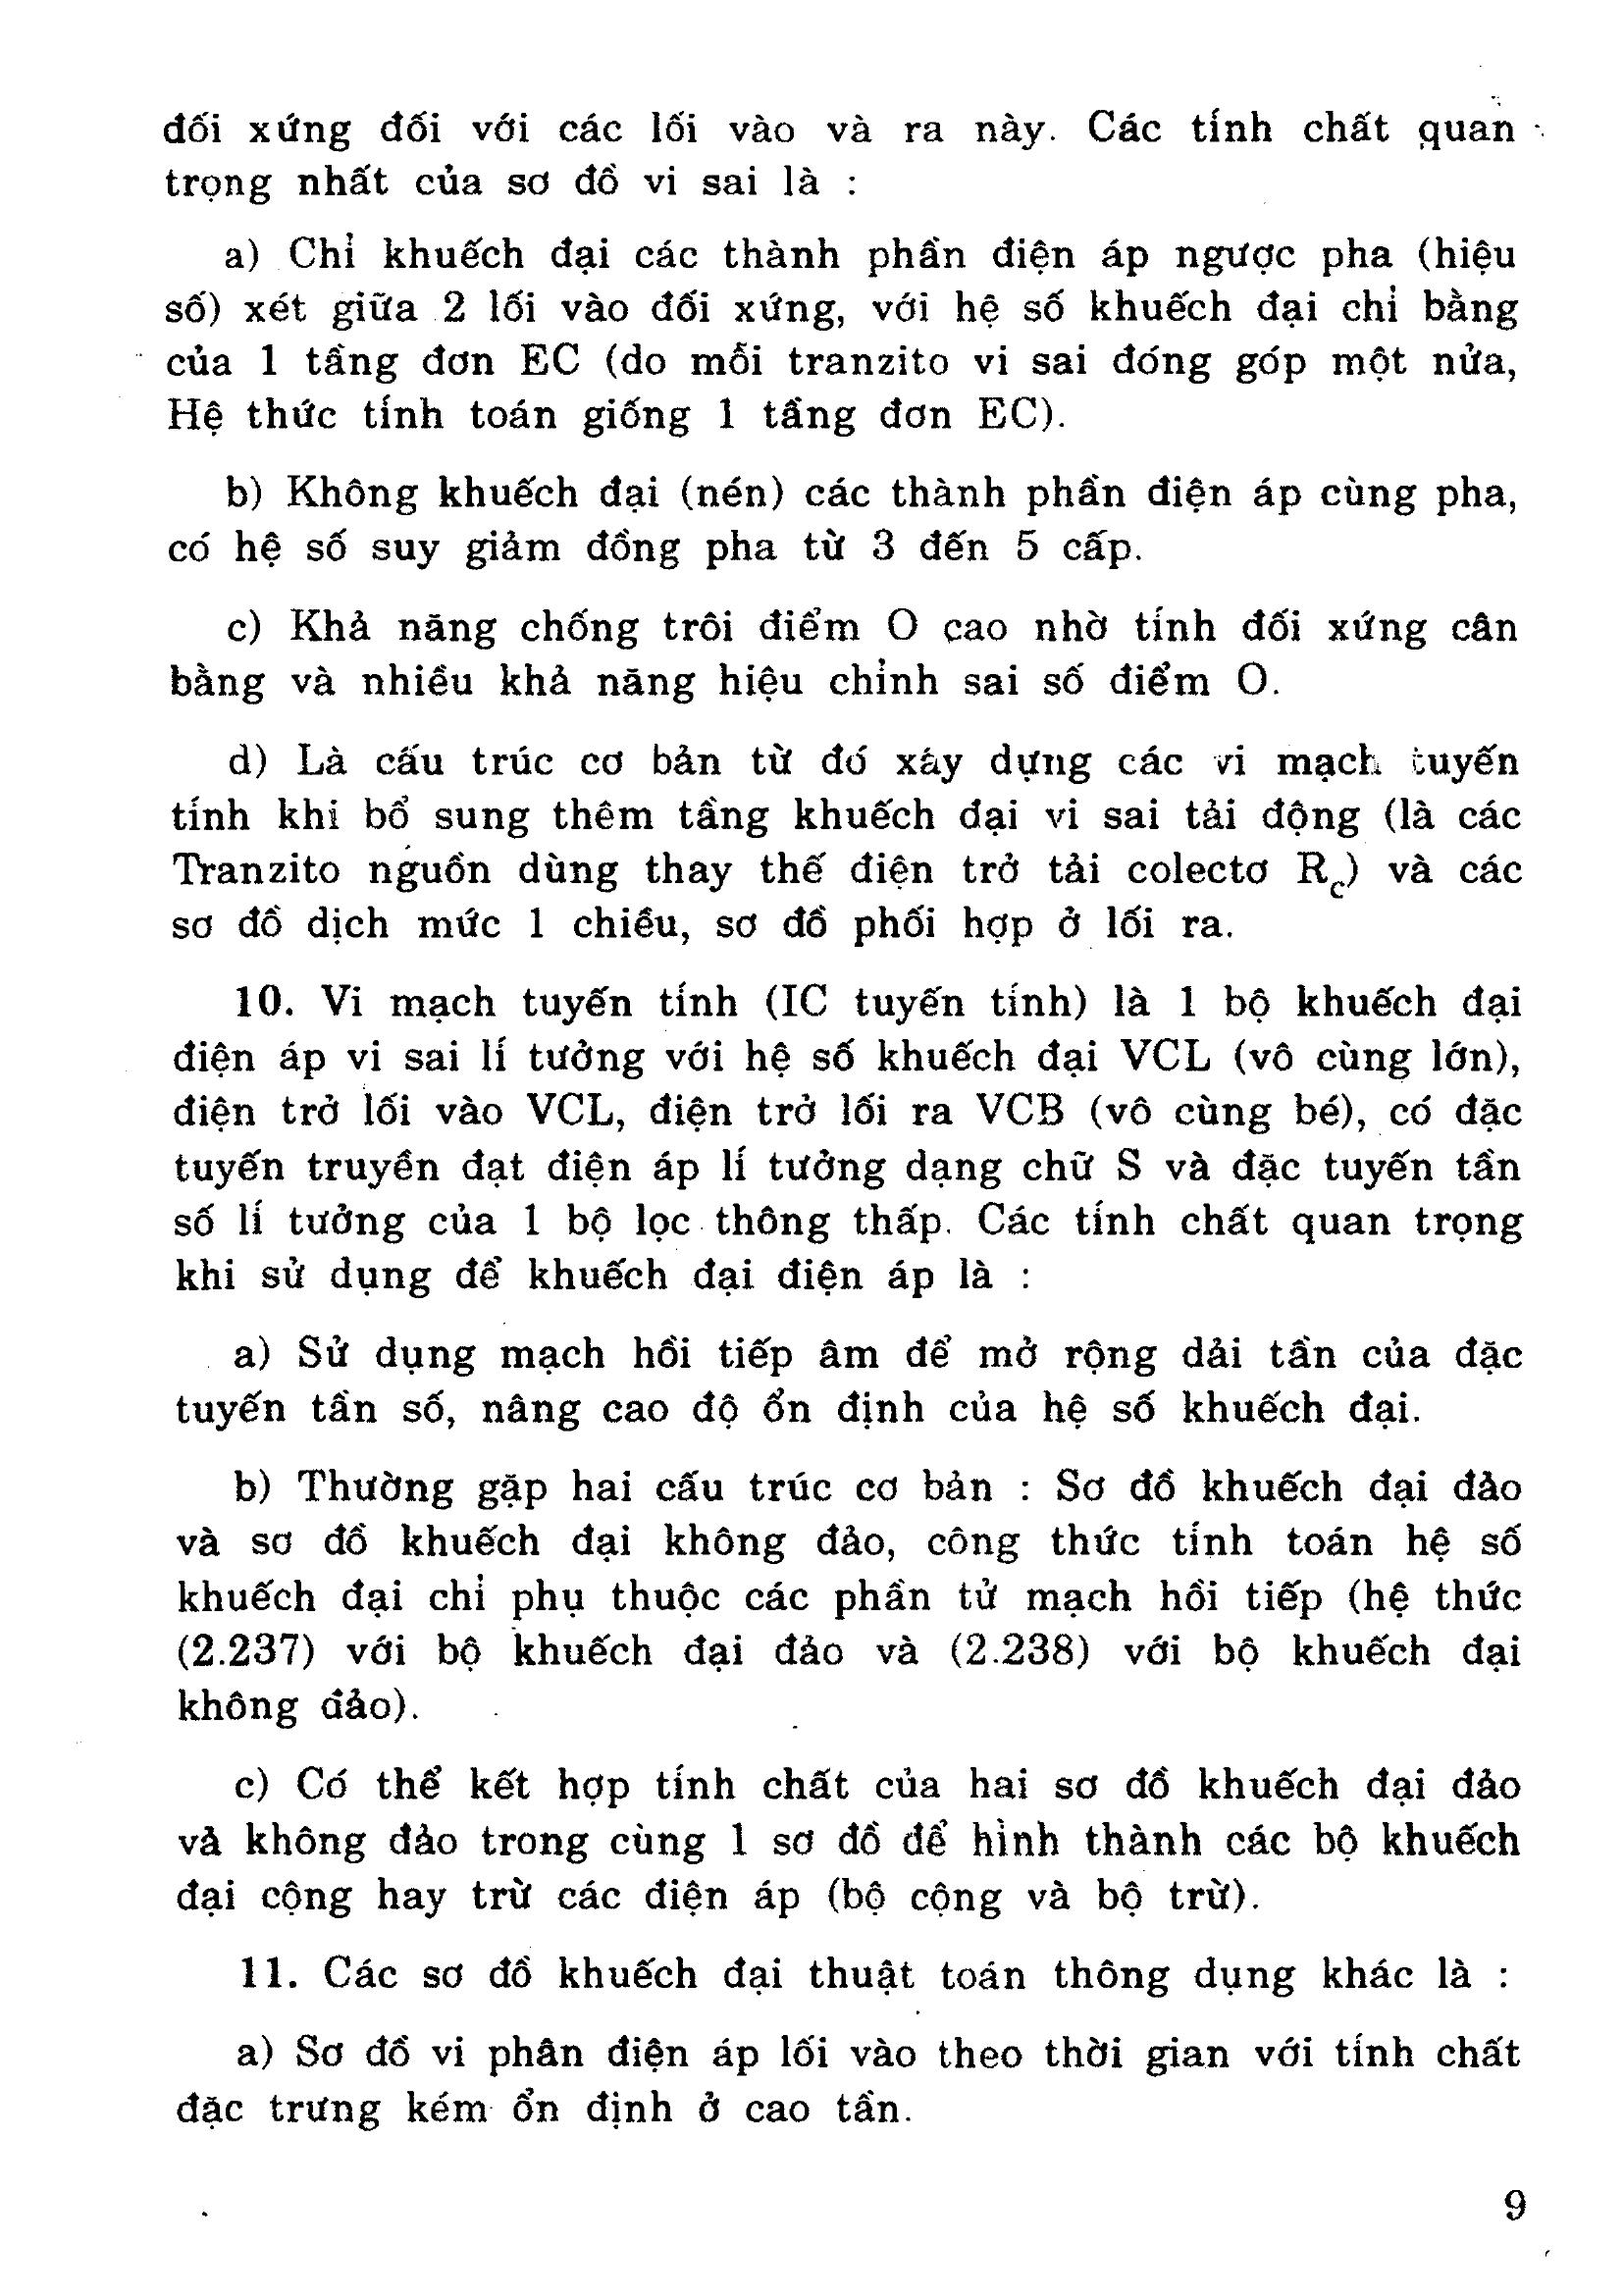 đối xứng đối với các lối vào và ra này. Các tính chất quan
trọng nhất của sơ đồ vi sai là :
a) Chỉ khuếch đại các thành phần điện áp ngược pha (hiệu
số) xét giữa 2 lối vào đối xứng, với hệ số khuếch đại chỉ bằng
của 1 tầng đơn EC (do mỗi tranzito vi sai đóng góp một nửa,
Hệ thức tính toán giống 1 tầng đơn EC).
b) Không khuếch đại (nén) các thành phần điện áp cùng pha,
có hệ số suy giảm đồng pha từ 3 đến 5 cấp.
c) Khả năng chống trôi điểm O cao nhờ tính đối xứng cân
bằng và nhiều khả năng hiệu chỉnh sai số điểm O.
d) Là cấu trúc cơ bản từ đó xây dựng các vi mạch tuyến
tính khi bổ sung thêm tầng khuếch đại vi sai tải động (là các
Tranzito nguồn dùng thay thế điện trở tải colectơ Rc) và các
sơ đồ dịch mức 1 chiều, sơ đồ phối hợp ở lối ra.
10. Vi mạch tuyến tính (IC tuyến tính) là 1 bộ khuếch đại
điện áp vi sai lí tưởng với hệ số khuếch đại VCL (vô cùng lớn),
điện trở lối vào VCL, điện trở lối ra VCB (vô cùng bé), có đặc
tuyến truyền đạt điện áp lí tưởng dạng chữ S và đặc tuyến tần
số lí tưởng của 1 bộ lọc thông thấp. Các tính chất quan trọng
khi sử dụng để khuếch đại điện áp là :
a) Sử dụng mạch hồi tiếp âm để mở rộng dải tần của đặc
tuyến tần số, nâng cao độ ổn định của hệ số khuếch đại.
b) Thường gặp hai cấu trúc cơ bản : Sơ đồ khuếch đại đảo
và sơ đồ khuếch đại không đảo, công thức tính toán hệ số
khuếch đại chỉ phụ thuộc các phần tử mạch hồi tiếp (hệ thức
(2.237) với bộ khuếch đại đảo và (2.238) với bộ khuếch đại
không đảo).
c) Có thể kết hợp tính chất của hai sơ đồ khuếch đại đảo
và không đảo trong cùng 1 sơ đồ để hình thành các bộ khuếch
đại cộng hay trừ các điện áp (bộ cộng và bộ trừ).
11. Các sơ đồ khuếch đại thuật toán thông dụng khác là :
a) Sơ đồ vi phân điện áp lối vào theo thời gian với tính chất
đặc trưng kém ổn định ở cao tần.
9